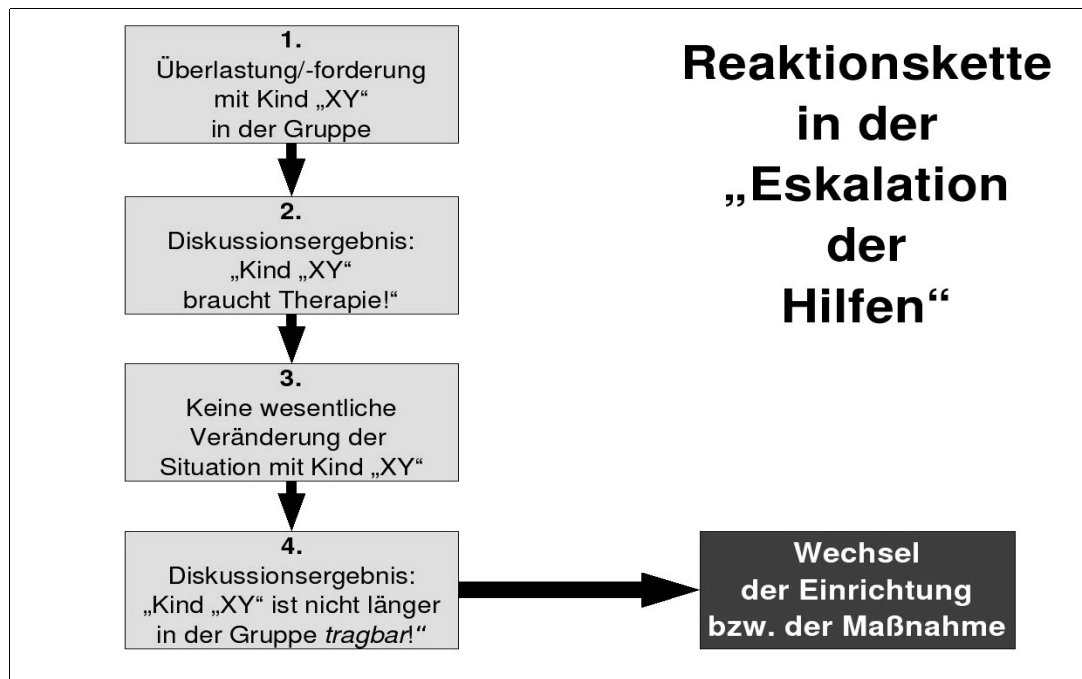 1.
Überlastung/-forderung
mit Kind „XY“
in der Gruppe
2.
Diskussionsergebnis:
„Kind „XY“
braucht Therapie!“
3.
Keine wesentliche
Veränderung der
Situation mit Kind „XY“
4.
Diskussionsergebnis:
„Kind „XY“ ist nicht länger
in der Gruppe tragbar!“
Reaktionskette
in der
„Eskalation
der
Hilfen“
Wechsel
der Einrichtung
bzw. der Maßnahme